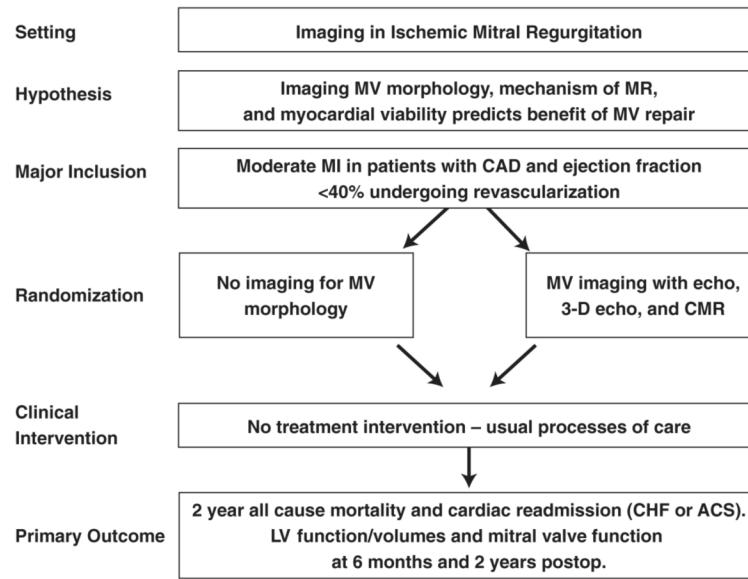 Setting
Imaging in Ischemic Mitral Regurgitation
Hypothesis
Imaging MV morphology, mechanism of MR,
and myocardial viability predicts benefit of MV repair
Major Inclusion
Moderate MI in patients with CAD and ejection fraction
<40% undergoing revascularization
Randomization
No imaging for MV
morphology
MV imaging with echo,
3-D echo, and CMR
Clinical
Intervention
No treatment intervention – usual processes of care
Primary Outcome
2 year all cause mortality and cardiac readmission (CHF or ACS).
LV function/volumes and mitral valve function
at 6 months and 2 years postop.